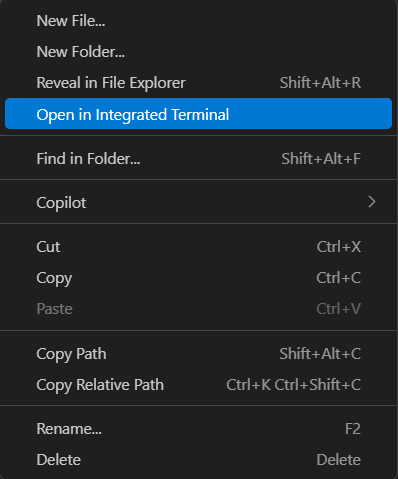 New File...
New Folder...
Reveal in File Explorer Shift+Alt+R
Open in Integrated Terminal
Find in Folder... Shift+Alt+F
Copilot
Cut Ctrl+X
Copy Ctrl+C
Paste Ctrl+V
Copy Path Shift+Alt+C
Copy Relative Path Ctrl+K Ctrl+Shift+C
Rename... F2
Delete Delete